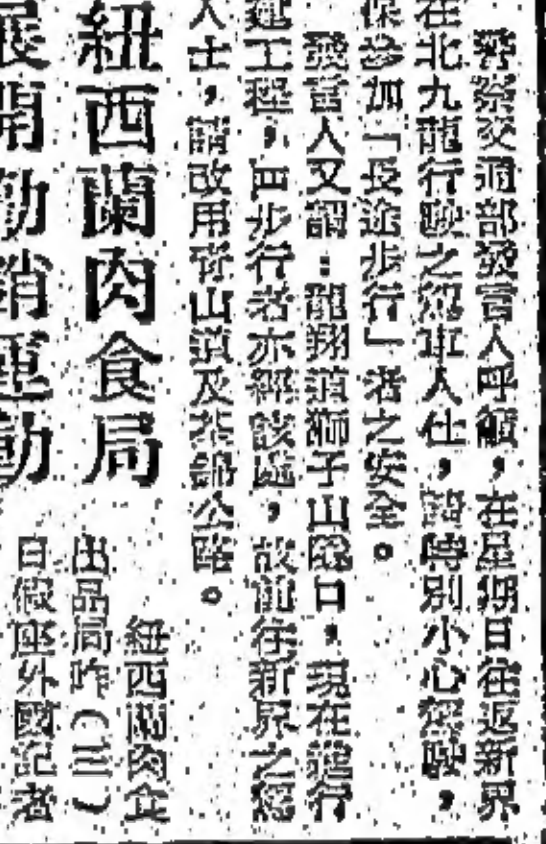 警察交通部發言人呼籲，在星期日往返新界
在北九龍行駛之駕車人仕，請特別小心駕駛，
保參加「長途步行」者之安全。
發言人又謂：龍翔道獅子山隧口，現在進行
建工程，而步行者亦經該處，故前往新界之駕
人士，請改用青山道及茶錦公路。
紐西蘭肉食局
展開勸銷運動
紐西蘭肉食
出品局昨（三）
日假座外國記者